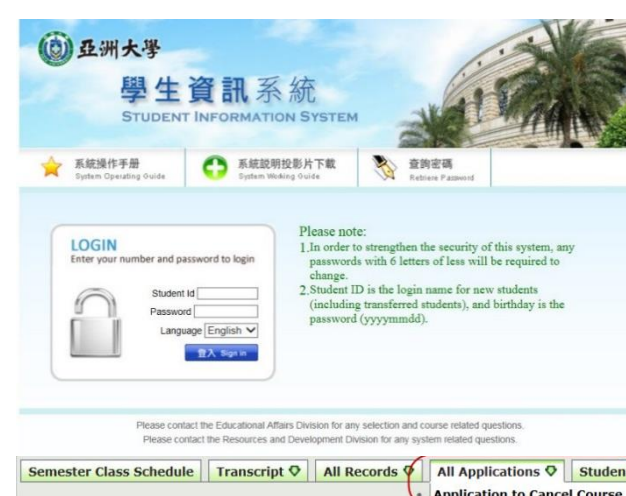 亞洲大學
學生資訊系統
STUDENT INFORMATION SYSTEM
系統操作手册
System Operating Guide
系統説明投影片下載
System Working Guide
查詢密碼
Retriere Password
LOGIN
Enter your number and password to login
Student Id
Password
Language English
登入 Sign in
Please note:
1.In order to strengthen the security of this system, any
passwords with 6 letters of less will be required to
change.
2.Student ID is the login name for new students
(including transferred students), and birthday is the
password (yyyymmdd).
Please contact the Educational Affairs Division for any selection and course related questions.
Please contact the Resources and Development Division for any system related questions.
Semester Class Schedule Transcript All Records All Applications Studen
Application to Cancel Course